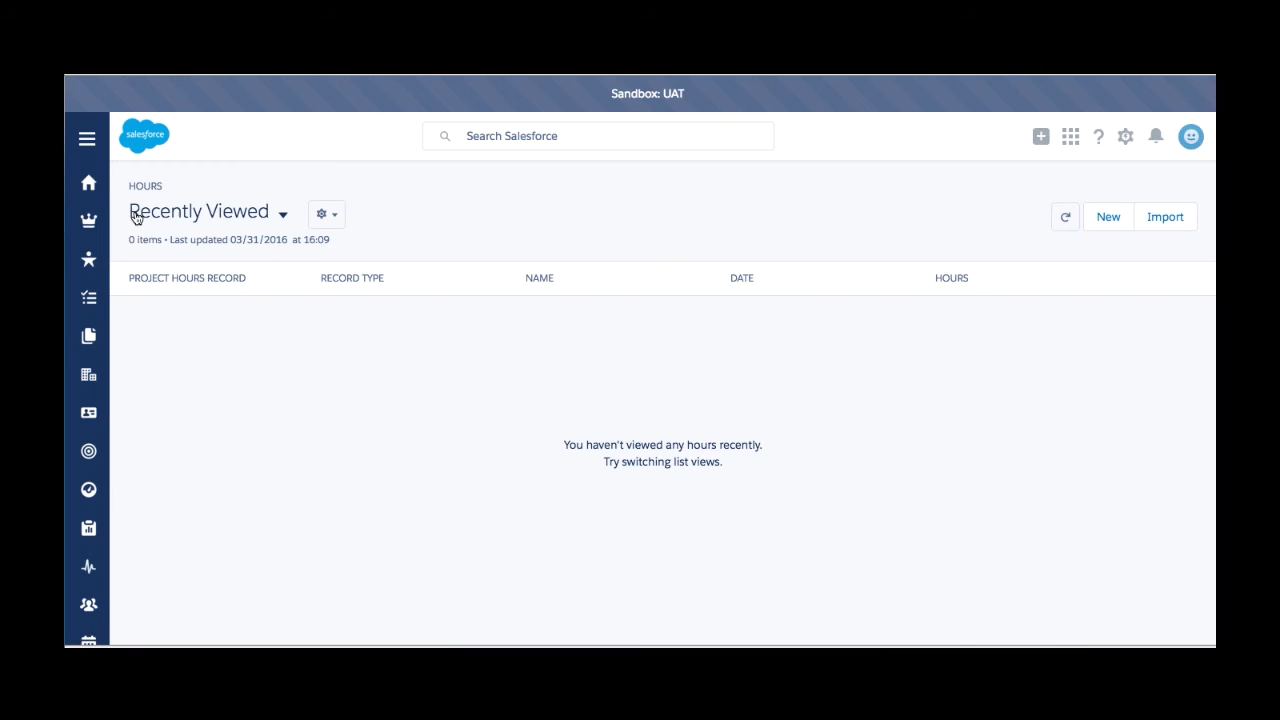 Sandbox: UAT
salesforce
Search Salesforce
HOURS
Recently Viewed
0 items • Last updated 03/31/2016 at 16:09
New
Import
PROJECT HOURS RECORD
RECORD TYPE
NAME
DATE
HOURS
You haven't viewed any hours recently.
Try switching list views.